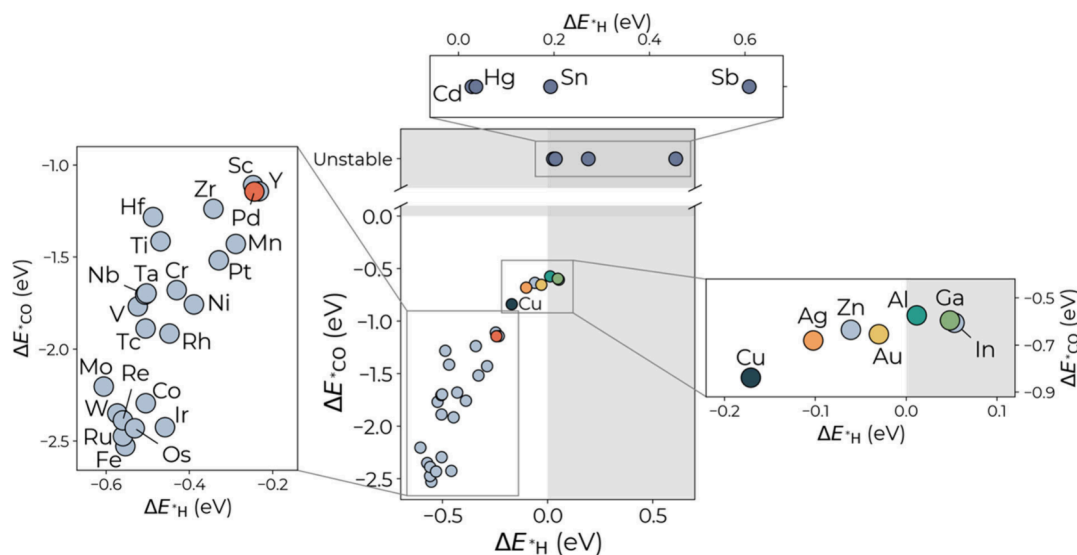 ΔE*H (eV)
0.0 0.2 0.4 0.6
Cd Hg Sn Sb
Unstable
0.0
−0.5
−1.0
−1.5
−2.0
−2.5
ΔE*CO (eV)
Cu
−0.5 0.0 0.5
ΔE*H (eV)
−1.0
−1.5
−2.0
−2.5
ΔE*CO (eV)
Sc Y
Zr
Hf Pd
Ti Mn
Pt
Nb Ta Cr
V Ni
Tc Rh
Mo Re
W Co
Ir
Ru
Fe Os
−0.6 −0.4 −0.2
ΔE*H (eV)
Al Ga
Zn
Ag
Au In
Cu
−0.5
−0.7
−0.9
ΔE*CO (eV)
−0.2 −0.1 0.0 0.1
ΔE*H (eV)